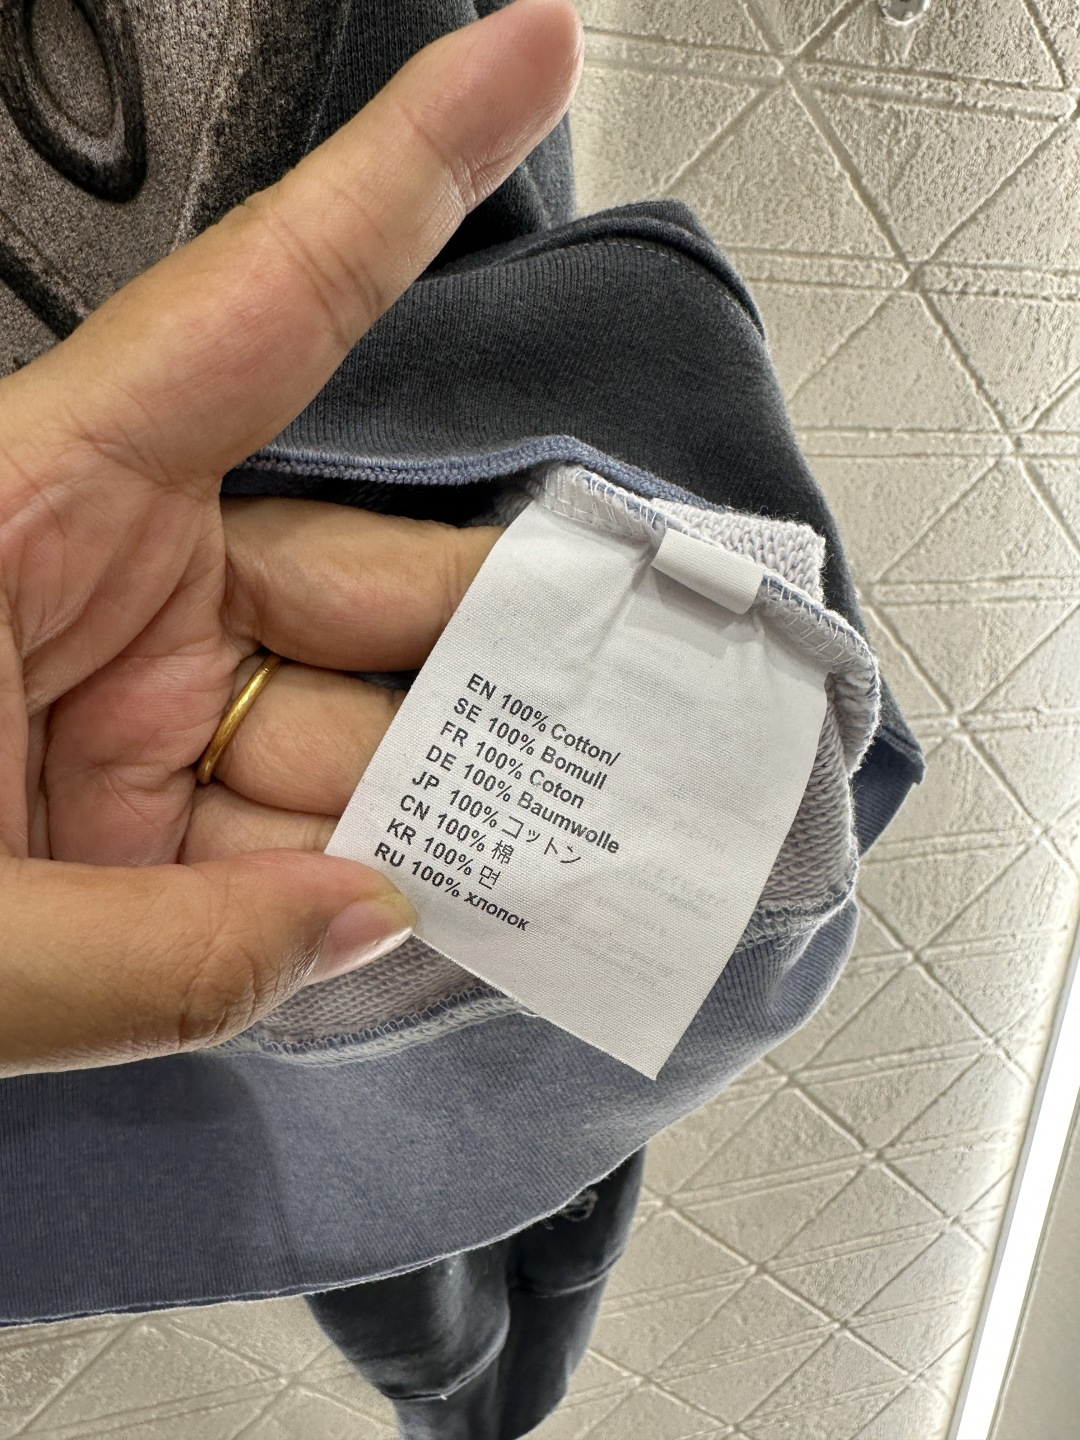 EN 100% Cotton/
SE 100% Bomull
FR 100% Coton
DE 100% Baumwolle
JP 100% コットン
CN 100% 棉
KR 100% 면
RU 100% хлопок